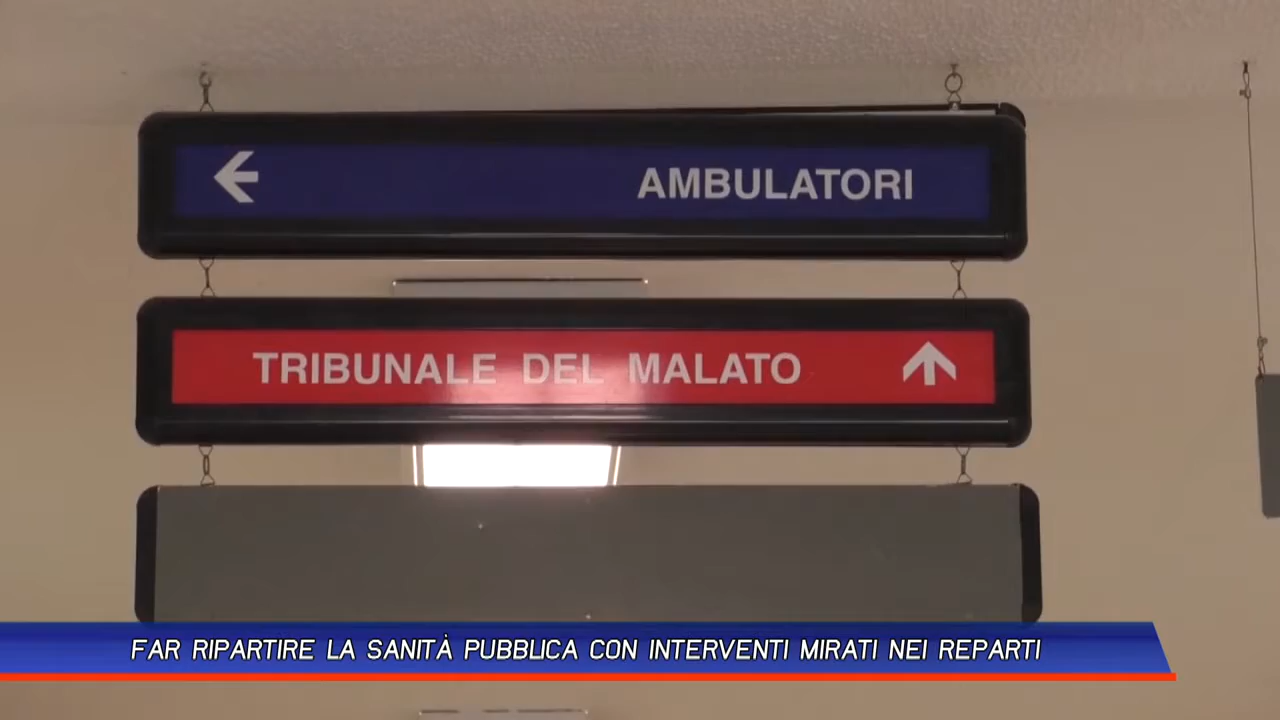 AMBULATORI
TRIBUNALE DEL MALATO
FAR RIPARTIRE LA SANITÀ PUBBLICA CON INTERVENTI MIRATI NEI REPARTI